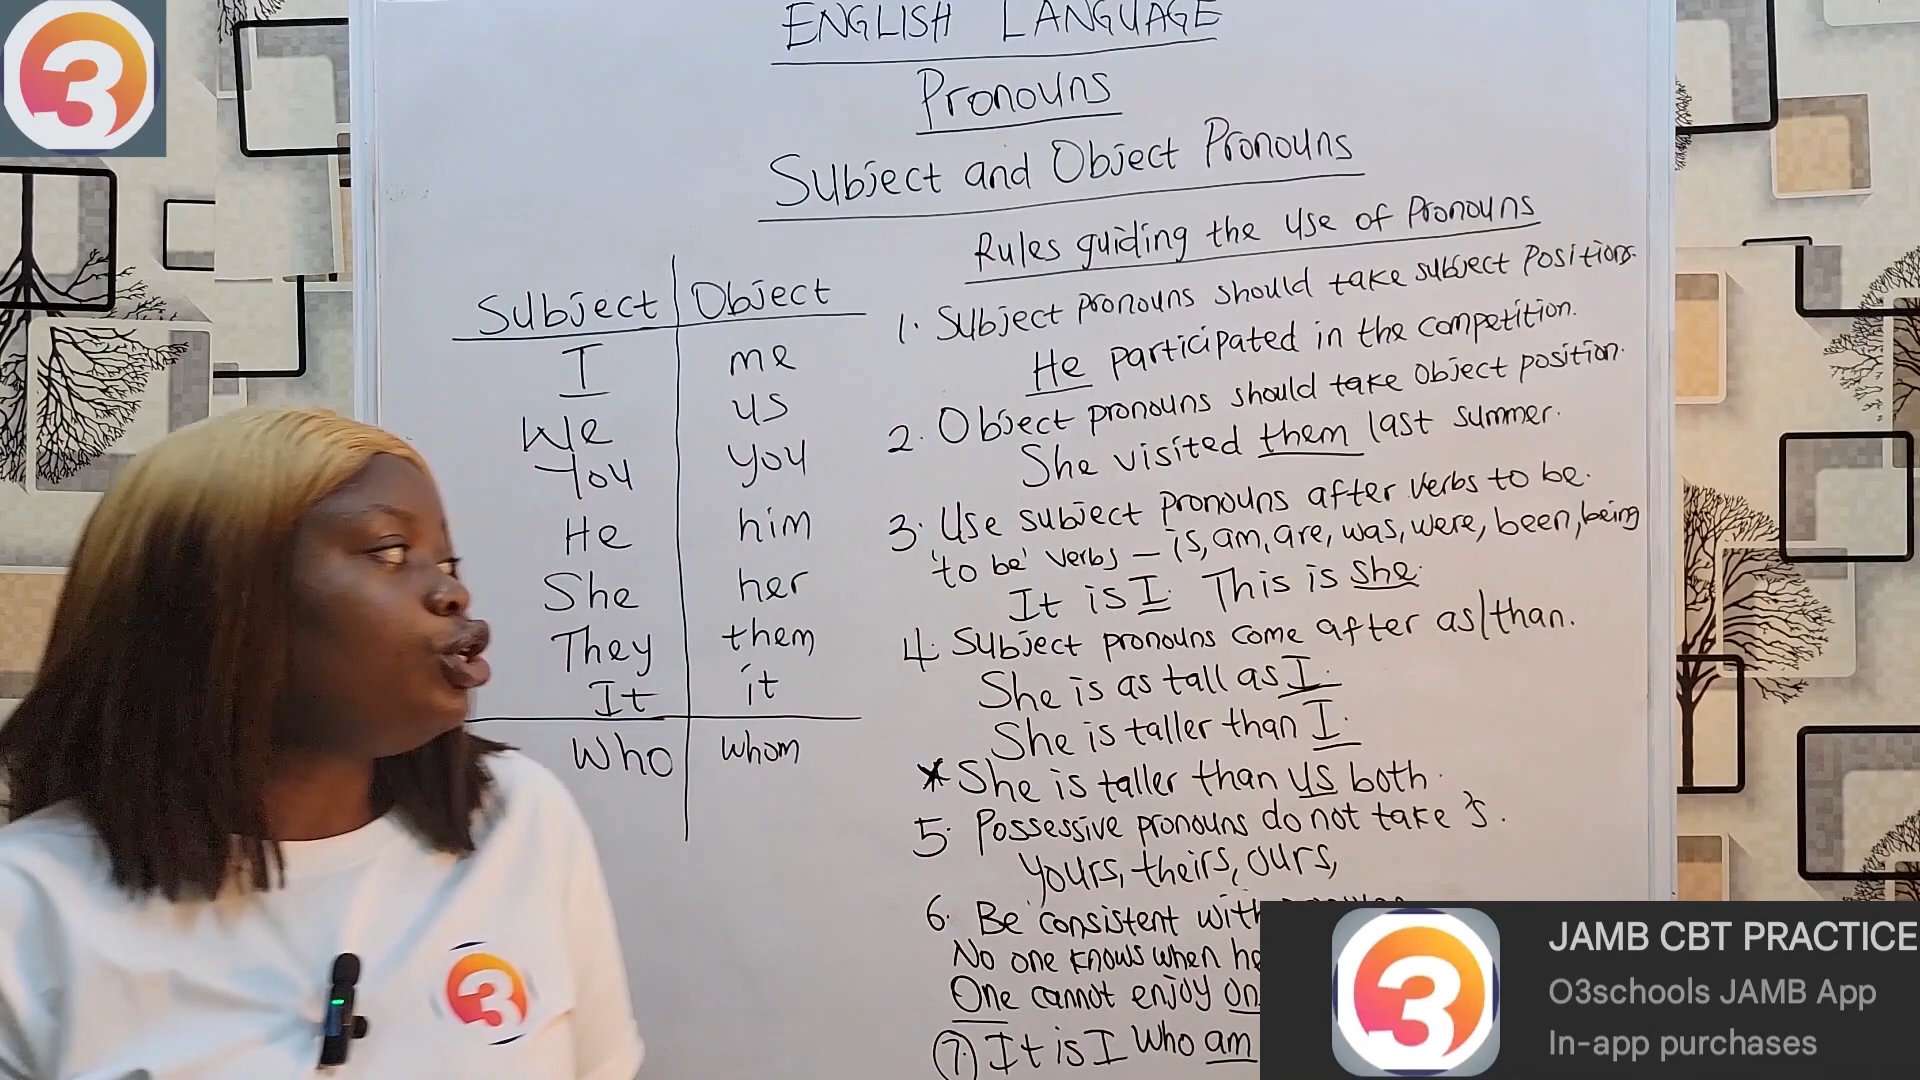 3
ENGLISH LANGUAGE
Pronouns
Subject and Object Pronouns
Subject Object
I me
We us
You you
He him
She her
They them
It it
Who whom
Rules guiding the use of Pronouns
1. Subject pronouns should take subject positions.
He participated in the competition.
2. Object pronouns should take object position.
She visited them last summer.
3. Use subject pronouns after verbs to be.
'to be' verbs – is, am, are, was, were, been, being
It is I. This is she.
4. Subject pronouns come after as/than.
She is as tall as I.
She is taller than I.
* She is taller than us both.
5. Possessive pronouns do not take 's.
Yours, theirs, ours,
6. Be consistent with
No one knows when he
One cannot enjoy on
7. It is I who am
3
3
JAMB CBT PRACTICE
O3schools JAMB App
In-app purchases